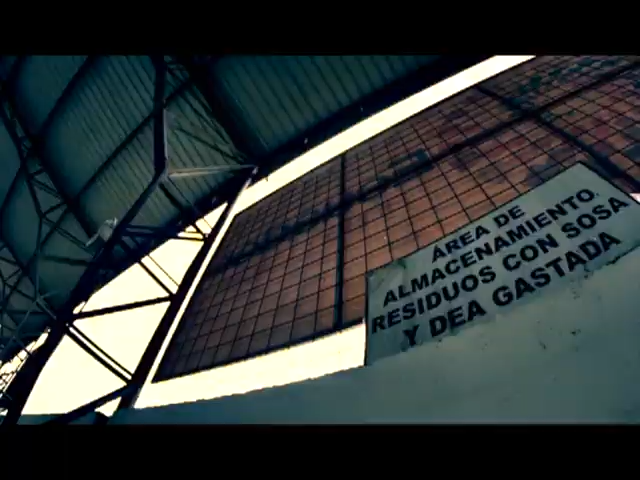 ÁREA DE
ALMACENAMIENTO
RESIDUOS CON SOSA
Y DEA GASTADA